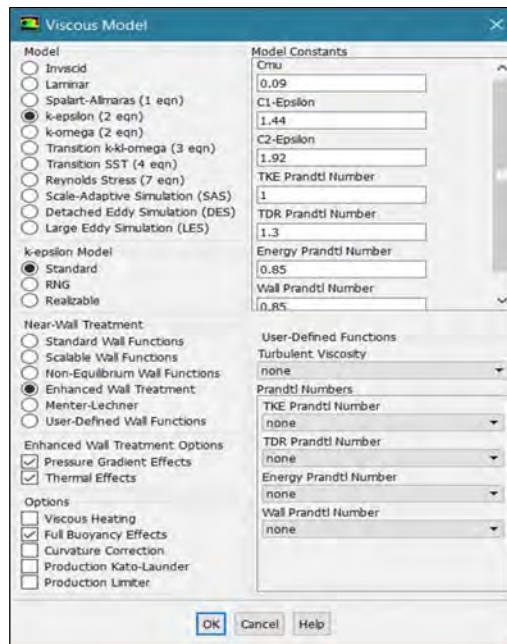 Viscous Model
Model
Inviscid
Laminar
Spalart-Allmaras (1 eqn)
k-epsilon (2 eqn)
k-omega (2 eqn)
Transition k-kl-omega (3 eqn)
Transition SST (4 eqn)
Reynolds Stress (7 eqn)
Scale-Adaptive Simulation (SAS)
Detached Eddy Simulation (DES)
Large Eddy Simulation (LES)
k-epsilon Model
Standard
RNG
Realizable
Near-Wall Treatment
Standard Wall Functions
Scalable Wall Functions
Non-Equilibrium Wall Functions
Enhanced Wall Treatment
Menter-Lechner
User-Defined Wall Functions
Enhanced Wall Treatment Options
Pressure Gradient Effects
Thermal Effects
Options
Viscous Heating
Full Buoyancy Effects
Curvature Correction
Production Kato-Launder
Production Limiter
Model Constants
Cmu
0.09
C1-Epsilon
1.44
C2-Epsilon
1.92
TKE Prandtl Number
1
TDR Prandtl Number
1.3
Energy Prandtl Number
0.85
Wall Prandtl Number
0.85
User-Defined Functions
Turbulent Viscosity
none
Prandtl Numbers
TKE Prandtl Number
none
TDR Prandtl Number
none
Energy Prandtl Number
none
Wall Prandtl Number
none
OK Cancel Help